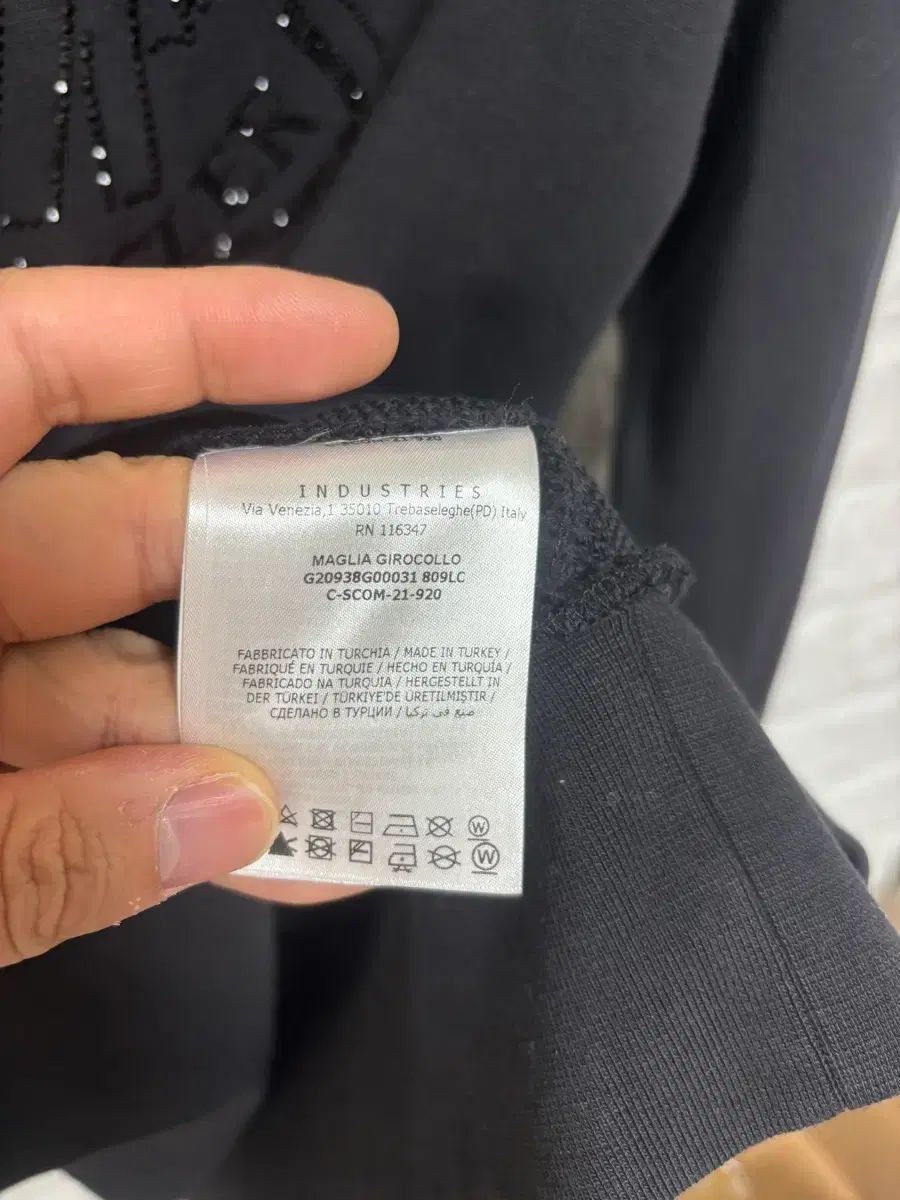 ZER
INDUSTRIES
Via Venezia,1 35010 Trebaseleghe(PD) Italy
RN 116347
MAGLIA GIROCOLLO
G20938G00031 809LC
C-SCOM-21-920
FABBRICATO IN TURCHIA / MADE IN TURKEY /
FABRIQUÉ EN TURQUIE / HECHO EN TURQUÍA /
FABRICADO NA TURQUIA / HERGESTELLT IN
DER TÜRKEI / TÜRKIYE'DE ÜRETILMISTIR /
СДЕЛАНО В ТУРЦИИ / صنع في تركيا
W
W